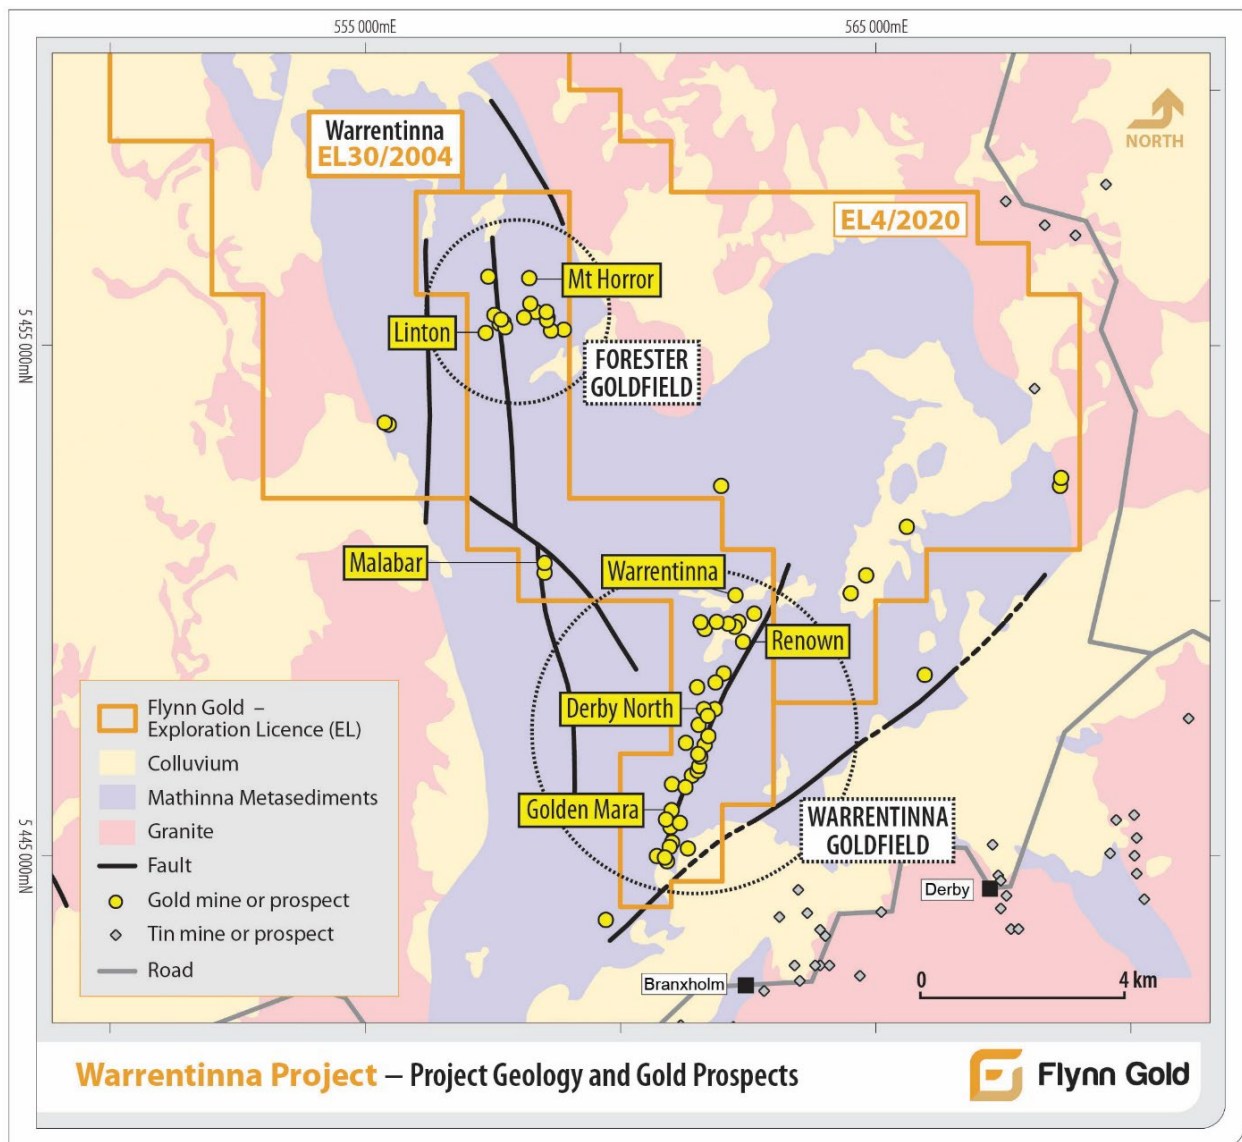 555 000mE
565 000mE
Warrentinna
EL30/2004
NORTH
EL4/2020
Mt Horror
5 455 000mN
Linton
FORESTER
GOLDFIELD
Malabar
Warrentinna
Renown
Flynn Gold –
Exploration Licence (EL)
Colluvium
Mathinna Metasediments
Granite
Fault
Gold mine or prospect
Tin mine or prospect
Road
Derby North
Golden Mara
WARRENTINNA
GOLDFIELD
5 445 000mN
Derby
Branxholm
0 4 km
Warrentinna Project – Project Geology and Gold Prospects
Flynn Gold